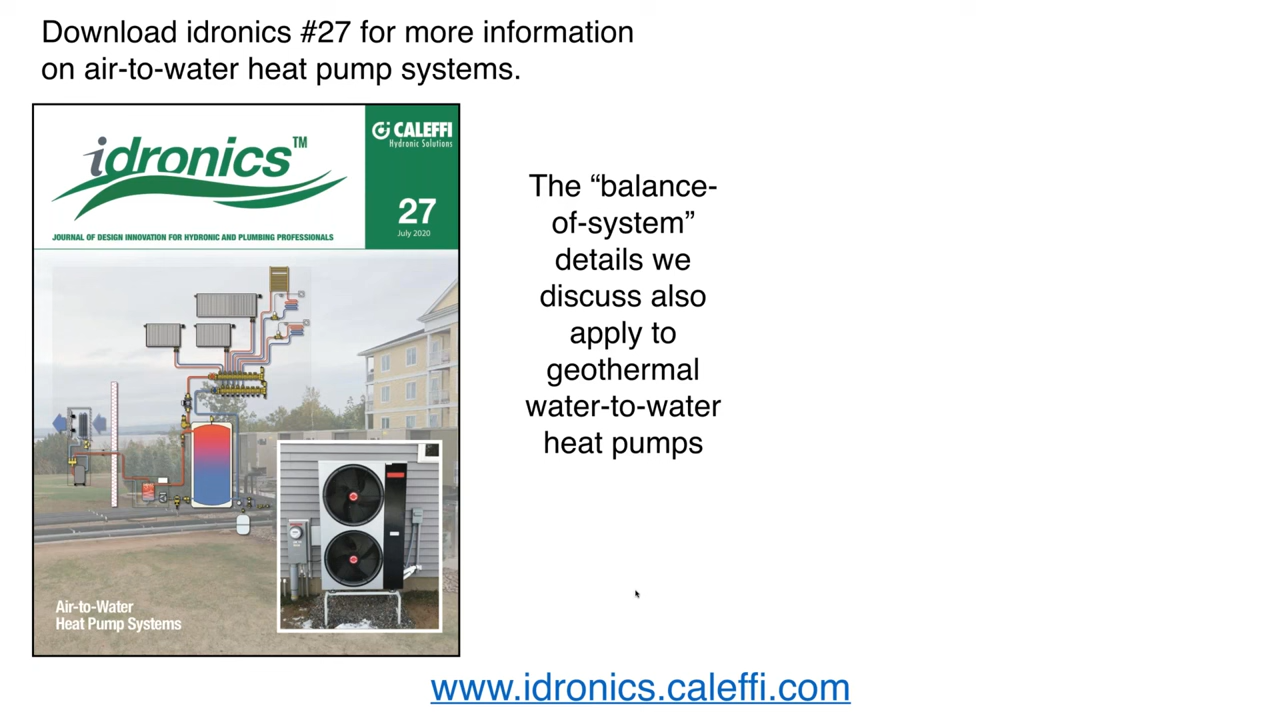 Download idronics #27 for more information
on air-to-water heat pump systems.
idronics™
CALEFFI
Hydronic Solutions
27
July 2020
JOURNAL OF DESIGN INNOVATION FOR HYDRONIC AND PLUMBING PROFESSIONALS
The “balance-
of-system”
details we
discuss also
apply to
geothermal
water-to-water
heat pumps
Air-to-Water
Heat Pump Systems
www.idronics.caleffi.com